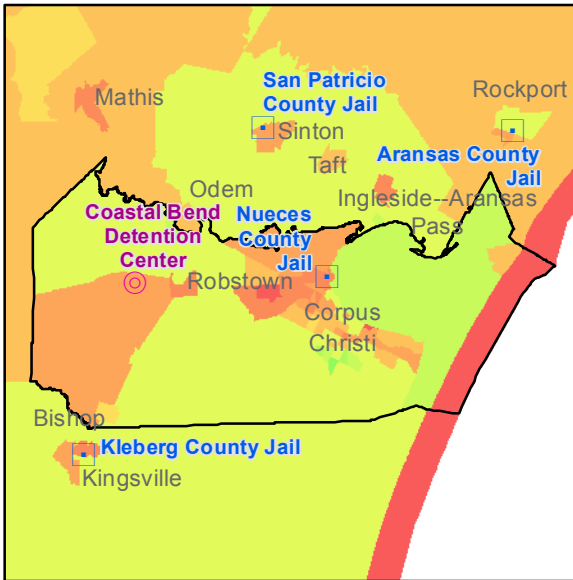 San Patricio
County Jail
Rockport
Mathis
Sinton
Taft
Aransas County
Jail
Odem
Ingleside--Aransas
Pass
Coastal Bend
Detention
Center
Nueces
County
Jail
Robstown
Corpus
Christi
Bishop
Kleberg County Jail
Kingsville